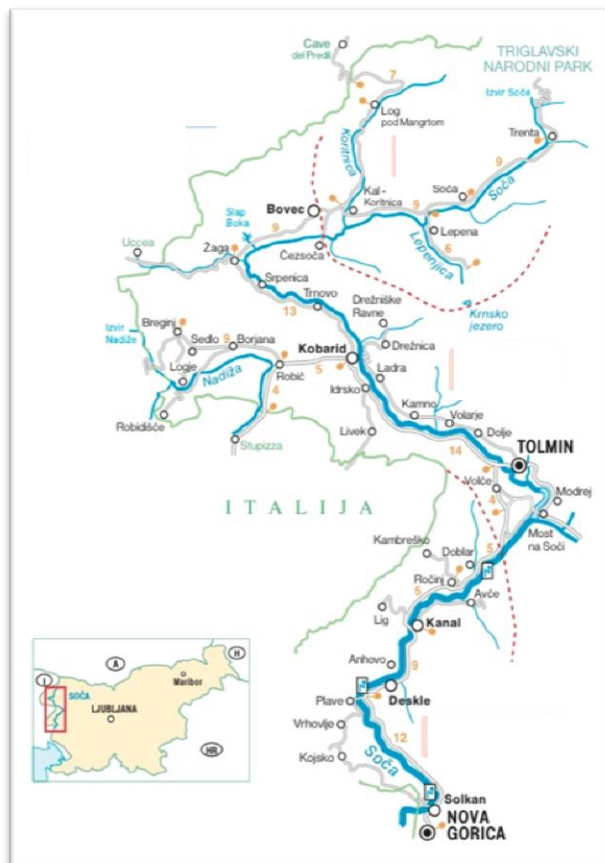 Cave
del Predil
TRIGLAVSKI
NARODNI PARK
7
Izvir Soče
Log
pod Mangrtom
Trenta
Koritnica
9
Soča
Soča
Kal -
Koritnica
9
Bovec
Slap
Boka
9
Lepena
Lepenjica
6
Uccea
Čezsoča
Žaga
Srpenica
Trnovo
13
Drežniške
Ravne
Krnsko
jezero
Breginj
Izvir
Nadiže
Sedlo
9
Borjana
Drežnica
Kobarid
Logje
Nadiža
Robič
5
Ladra
Idrsko
4
Kamno
Volarje
Robidišče
Livek
Dolje
Stupizza
14
TOLMIN
Volče
4
Modrej
ITALIJA
Most
na Soči
Kambreško
Doblar
5
Ročinj
5
Avče
Lig
Kanal
Anhovo
9
Deskle
Plave
Vrhovlje
12
Kojsko
Soča
Solkan
NOVA
GORICA
A
H
I
Maribor
SOČA
LJUBLJANA
HR